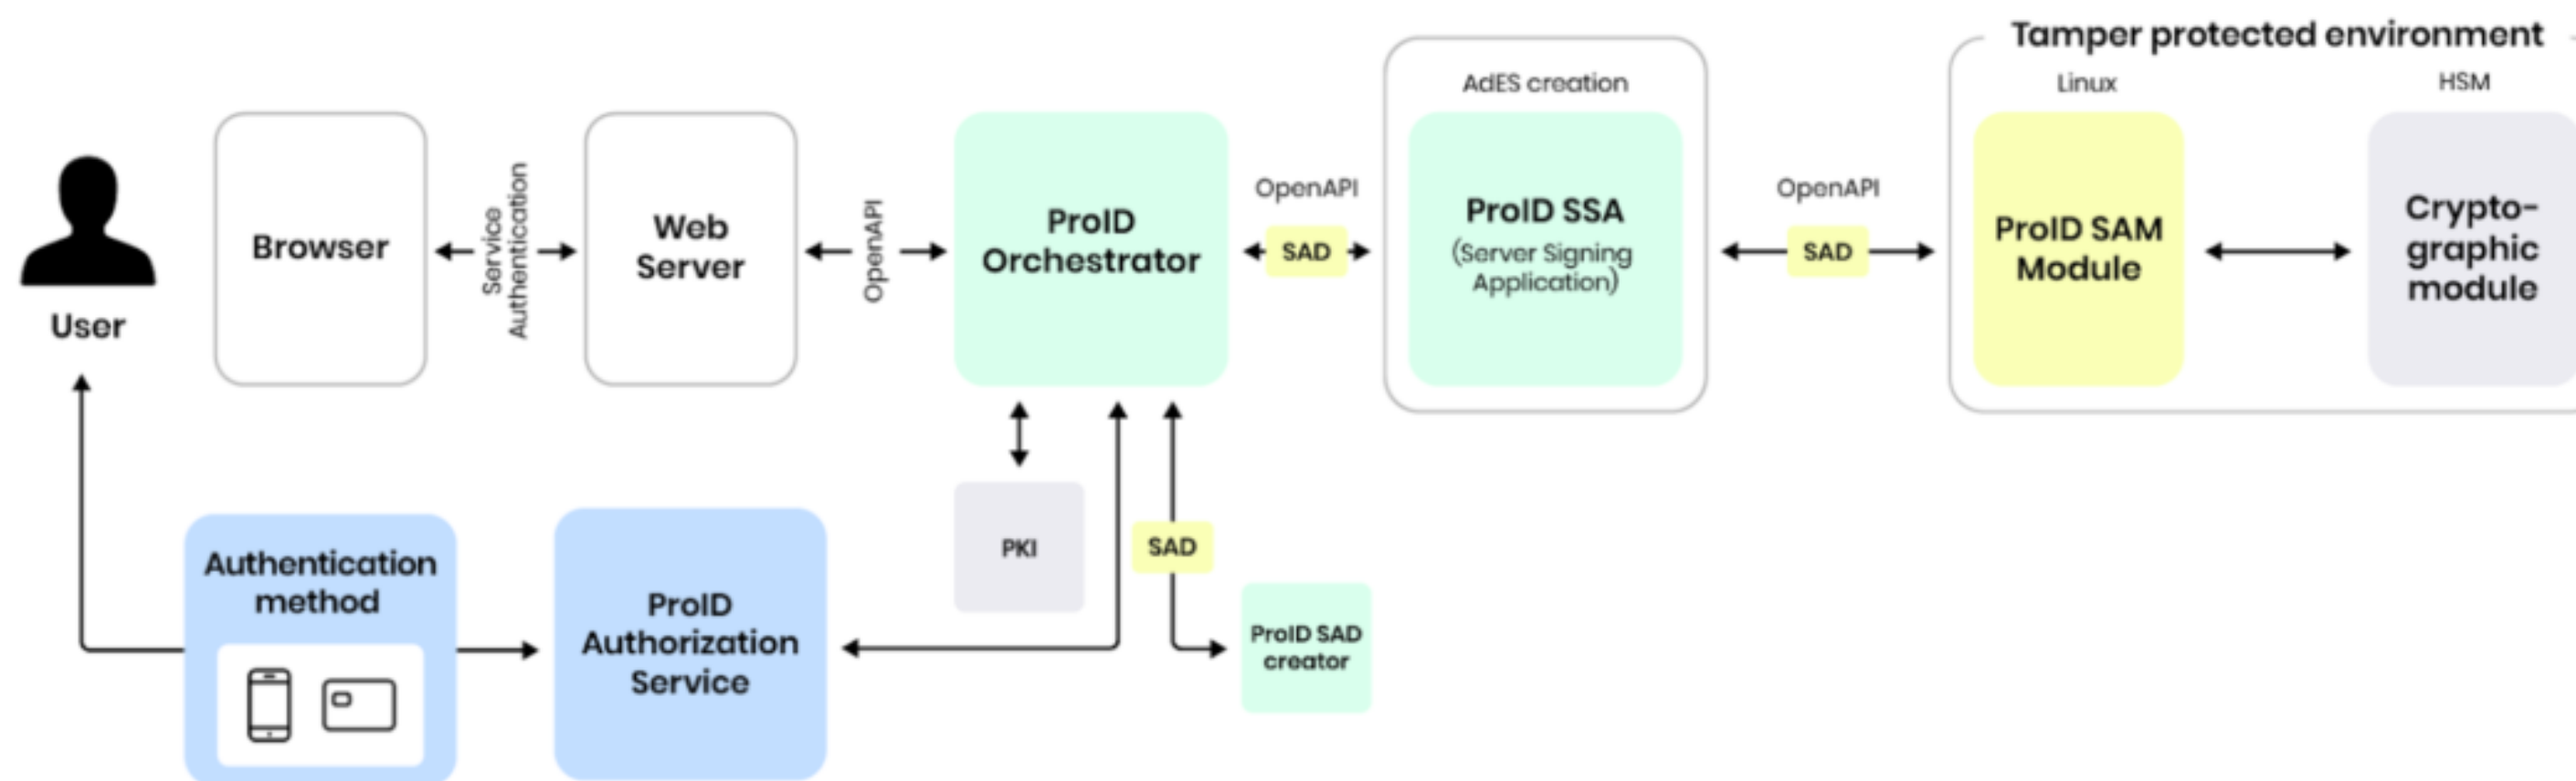 Tamper protected environment
AdES creation
Linux
HSM
User
Browser
Service
Authentication
Web
Server
OpenAPI
ProID
Orchestrator
OpenAPI
SAD
ProID SSA
(Server Signing
Application)
OpenAPI
SAD
ProID SAM
Module
Crypto-
graphic
module
Authentication
method
ProID
Authorization
Service
PKI
SAD
ProID SAD
creator